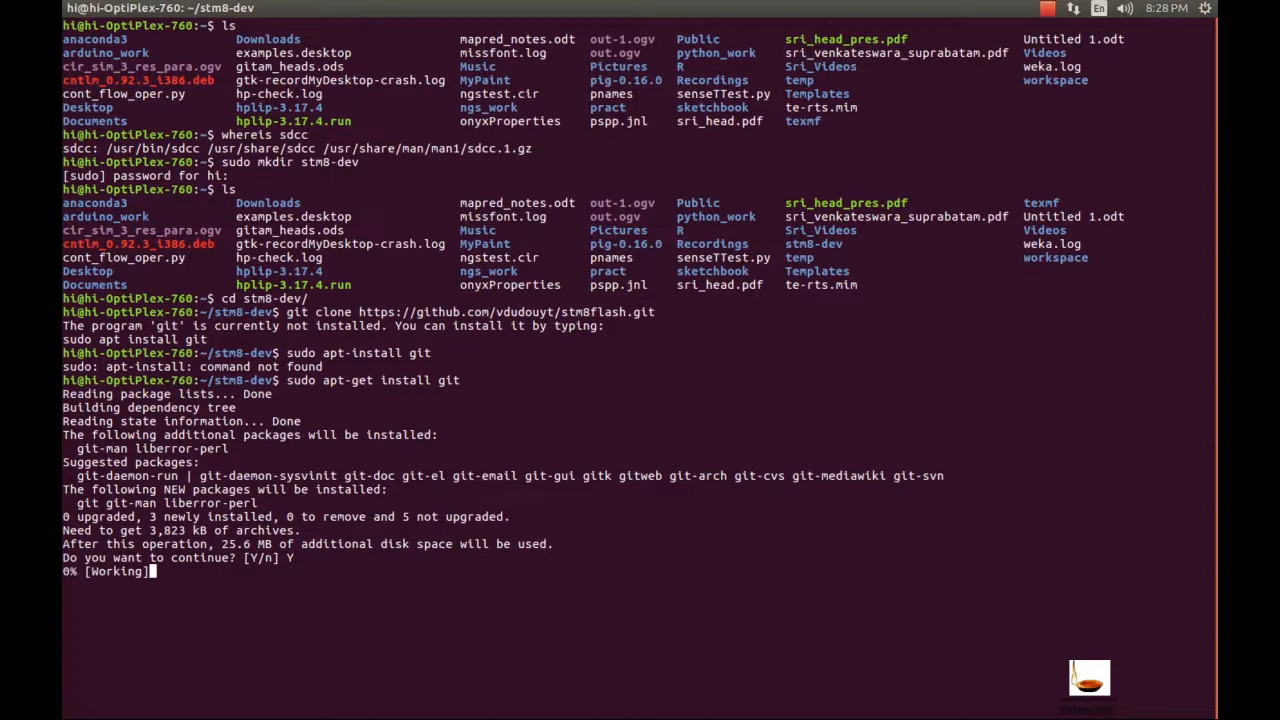 hi@hi-OptiPlex-760: ~/stm8-dev En 8:28 PM
hi@hi-OptiPlex-760:~$ ls
anaconda3 Downloads mapred_notes.odt out-1.ogv Public sri_head_pres.pdf Untitled 1.odt
arduino_work examples.desktop missfont.log out.ogv python_work sri_venkateswara_suprabatam.pdf Videos
cir_sim_3_res_para.ogv gitam_heads.ods Music Pictures R Sri_Videos weka.log
cntlm_0.92.3_i386.deb gtk-recordMyDesktop-crash.log MyPaint pig-0.16.0 Recordings temp workspace
cont_flow_oper.py hp-check.log ngstest.cir pnames senseTTest.py Templates
Desktop hplip-3.17.4 ngs_work pract sketchbook te-rts.mim
Documents hplip-3.17.4.run onyxProperties pspp.jnl sri_head.pdf texmf
hi@hi-OptiPlex-760:~$ whereis sdcc
sdcc: /usr/bin/sdcc /usr/share/sdcc /usr/share/man/man1/sdcc.1.gz
hi@hi-OptiPlex-760:~$ sudo mkdir stm8-dev
[sudo] password for hi:
hi@hi-OptiPlex-760:~$ ls
anaconda3 Downloads mapred_notes.odt out-1.ogv Public sri_head_pres.pdf texmf
arduino_work examples.desktop missfont.log out.ogv python_work sri_venkateswara_suprabatam.pdf Untitled 1.odt
cir_sim_3_res_para.ogv gitam_heads.ods Music Pictures R Sri_Videos Videos
cntlm_0.92.3_i386.deb gtk-recordMyDesktop-crash.log MyPaint pig-0.16.0 Recordings stm8-dev weka.log
cont_flow_oper.py hp-check.log ngstest.cir pnames senseTTest.py temp workspace
Desktop hplip-3.17.4 ngs_work pract sketchbook Templates
Documents hplip-3.17.4.run onyxProperties pspp.jnl sri_head.pdf te-rts.mim
hi@hi-OptiPlex-760:~$ cd stm8-dev/
hi@hi-OptiPlex-760:~/stm8-dev$ git clone https://github.com/vdudouyt/stm8flash.git
The program 'git' is currently not installed. You can install it by typing:
sudo apt install git
hi@hi-OptiPlex-760:~/stm8-dev$ sudo apt-install git
sudo: apt-install: command not found
hi@hi-OptiPlex-760:~/stm8-dev$ sudo apt-get install git
Reading package lists... Done
Building dependency tree
Reading state information... Done
The following additional packages will be installed:
git-man liberror-perl
Suggested packages:
git-daemon-run | git-daemon-sysvinit git-doc git-el git-email git-gui gitk gitweb git-arch git-cvs git-mediawiki git-svn
The following NEW packages will be installed:
git git-man liberror-perl
0 upgraded, 3 newly installed, 0 to remove and 5 not upgraded.
Need to get 3,823 kB of archives.
After this operation, 25.6 MB of additional disk space will be used.
Do you want to continue? [Y/n] Y
0% [Working]